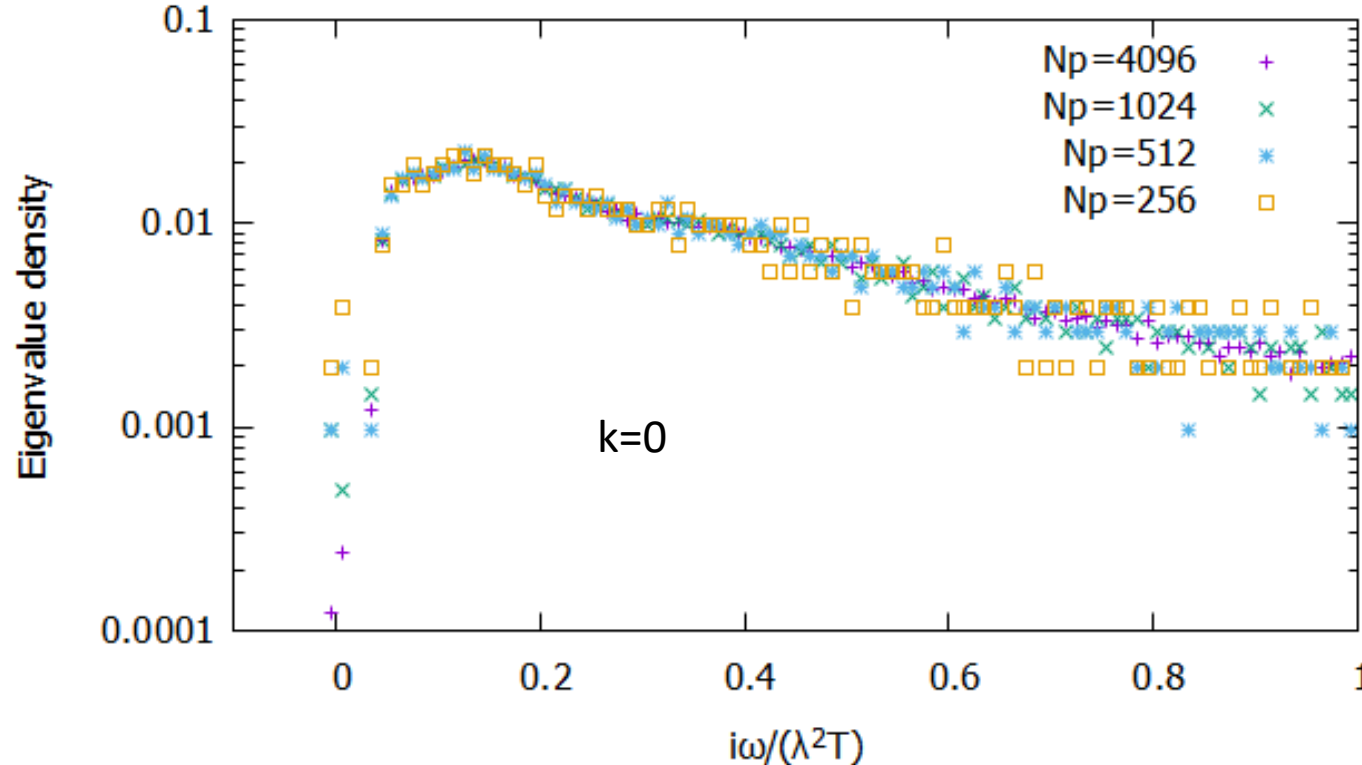 0.1
Np=4096
Np=1024
Np=512
Np=256
0.01
Eigenvalue density
0.001
k=0
0.0001
0 0.2 0.4 0.6 0.8 1
iω/(λ²T)